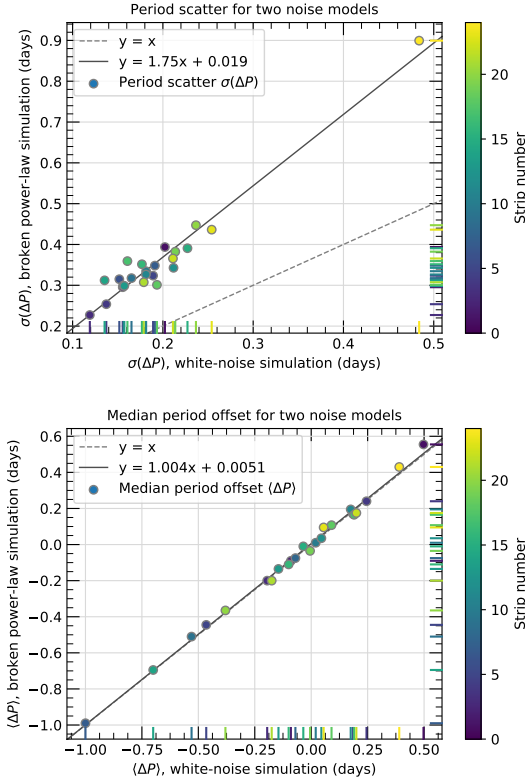 Period scatter for two noise models
y = x
y = 1.75x + 0.019
Period scatter σ(ΔP)
σ(ΔP), broken power-law simulation (days)
0.9
0.8
0.7
0.6
0.5
0.4
0.3
0.2
0.1
0.2
0.3
0.4
0.5
σ(ΔP), white-noise simulation (days)
20
15
10
5
0
Strip number
Median period offset for two noise models
y = x
y = 1.004x + 0.0051
Median period offset ⟨ΔP⟩
⟨ΔP⟩, broken power-law simulation (days)
0.6
0.4
0.2
0.0
−0.2
−0.4
−0.6
−0.8
−1.0
−1.00
−0.75
−0.50
−0.25
0.00
0.25
0.50
⟨ΔP⟩, white-noise simulation (days)
20
15
10
5
0
Strip number